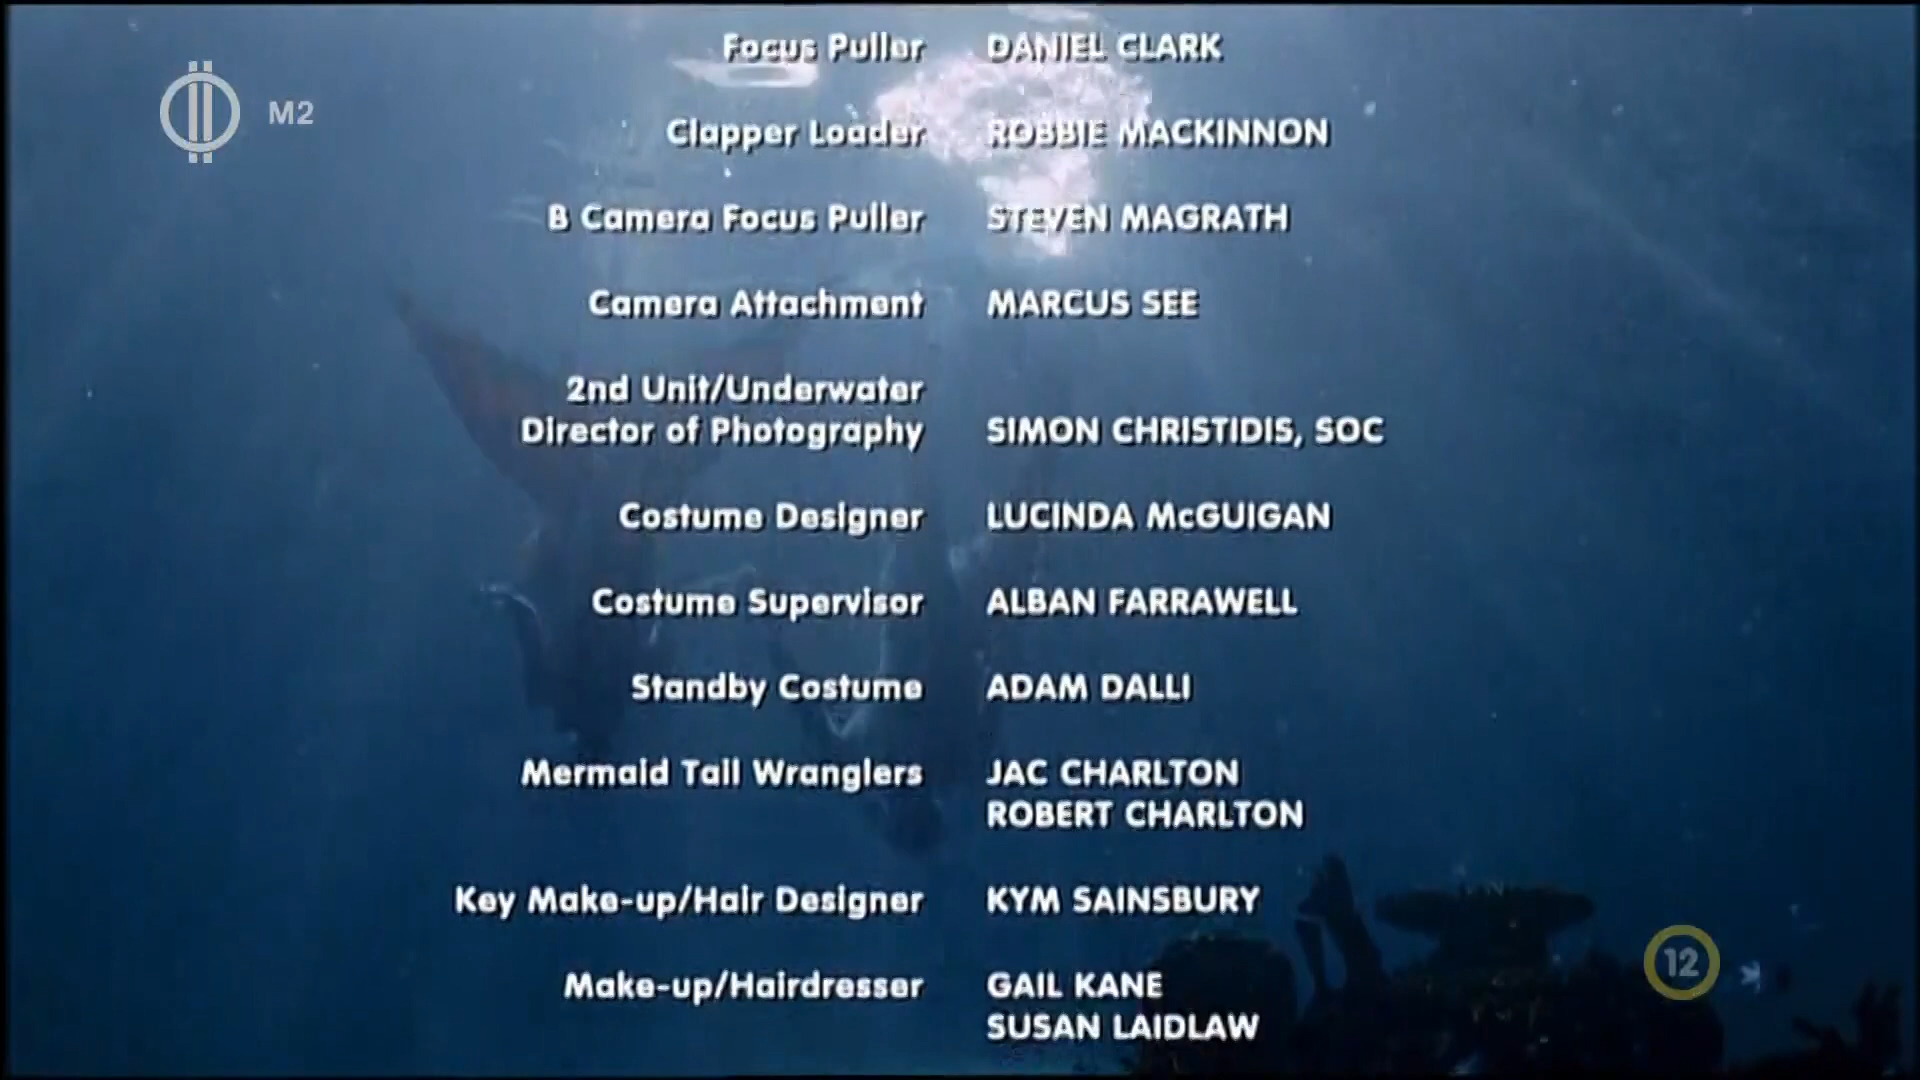 M2
Focus Puller DANIEL CLARK
Clapper Loader ROBBIE MACKINNON
B Camera Focus Puller STEVEN MAGRATH
Camera Attachment MARCUS SEE
2nd Unit/Underwater
Director of Photography SIMON CHRISTIDIS, SOC
Costume Designer LUCINDA McGUIGAN
Costume Supervisor ALBAN FARRAWELL
Standby Costume ADAM DALLI
Mermaid Tail Wranglers JAC CHARLTON
ROBERT CHARLTON
Key Make-up/Hair Designer KYM SAINSBURY
12
Make-up/Hairdresser GAIL KANE
SUSAN LAIDLAW